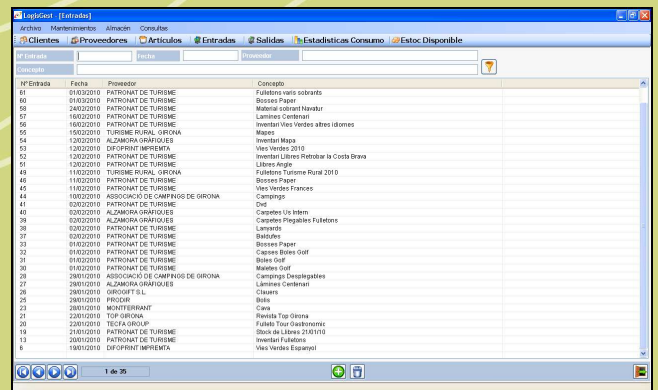 LogisGest - [Entradas]
Archivo Mantenimientos Almacén Consultas
Clientes Proveedores Artículos Entradas Salidas Estadísticas Consumo Estoc Disponible
Nº Entrada Fecha Proveedor
Concepto
Nº Entrada Fecha Proveedor Concepto
61 01/03/2010 PATRONAT DE TURISME Fulletons varis sobrants
60 01/03/2010 PATRONAT DE TURISME Bosses Paper
58 24/02/2010 PATRONAT DE TURISME Material sobrant Navatur
57 16/02/2010 PATRONAT DE TURISME Lamines Centenari
56 16/02/2010 PATRONAT DE TURISME Inventari Vies Verdes altres idiomes
55 15/02/2010 TURISME RURAL GIRONA Mapes
54 12/02/2010 ALZAMORA GRÀFIQUES Inventari Mapa
53 12/02/2010 DIFOPRINT IMPREMTA Vies Verdes 2010
52 12/02/2010 PATRONAT DE TURISME Inventari Llibres Retrobar la Costa Brava
51 12/02/2010 PATRONAT DE TURISME Llibres Angle
49 11/02/2010 TURISME RURAL GIRONA Fulletons Turisme Rural 2010
46 11/02/2010 PATRONAT DE TURISME Bosses Paper
45 11/02/2010 PATRONAT DE TURISME Vies Verdes Frances
44 10/02/2010 ASSOCIACIÓ DE CAMPINGS DE GIRONA Campings
41 02/02/2010 PATRONAT DE TURISME Dvd
40 02/02/2010 ALZAMORA GRÀFIQUES Carpetes Us Intern
39 02/02/2010 ALZAMORA GRÀFIQUES Carpetes Plegables Fulletons
38 02/02/2010 PATRONAT DE TURISME Lanyards
37 02/02/2010 PATRONAT DE TURISME Baldufes
33 01/02/2010 PATRONAT DE TURISME Bosses Paper
32 01/02/2010 PATRONAT DE TURISME Capses Boles Golf
31 01/02/2010 PATRONAT DE TURISME Boles Golf
30 01/02/2010 PATRONAT DE TURISME Maletes Golf
28 29/01/2010 ASSOCIACIÓ DE CAMPINGS DE GIRONA Campings Desplegables
27 29/01/2010 ALZAMORA GRÀFIQUES Làmines Centenari
26 29/01/2010 GIROGIFT S.L. Clauers
25 29/01/2010 PRODIR Bolis
23 28/01/2010 MONTFERRANT Cava
21 22/01/2010 TOP GIRONA Revista Top Girona
20 22/01/2010 TECFA GROUP Fulleto Tour Gastronomic
19 21/01/2010 PATRONAT DE TURISME Stock de Llibres 21/01/10
13 20/01/2010 PATRONAT DE TURISME Inventari Fulletons
6 19/01/2010 DIFOPRINT IMPREMTA Vies Verdes Espanyol
1 de 35